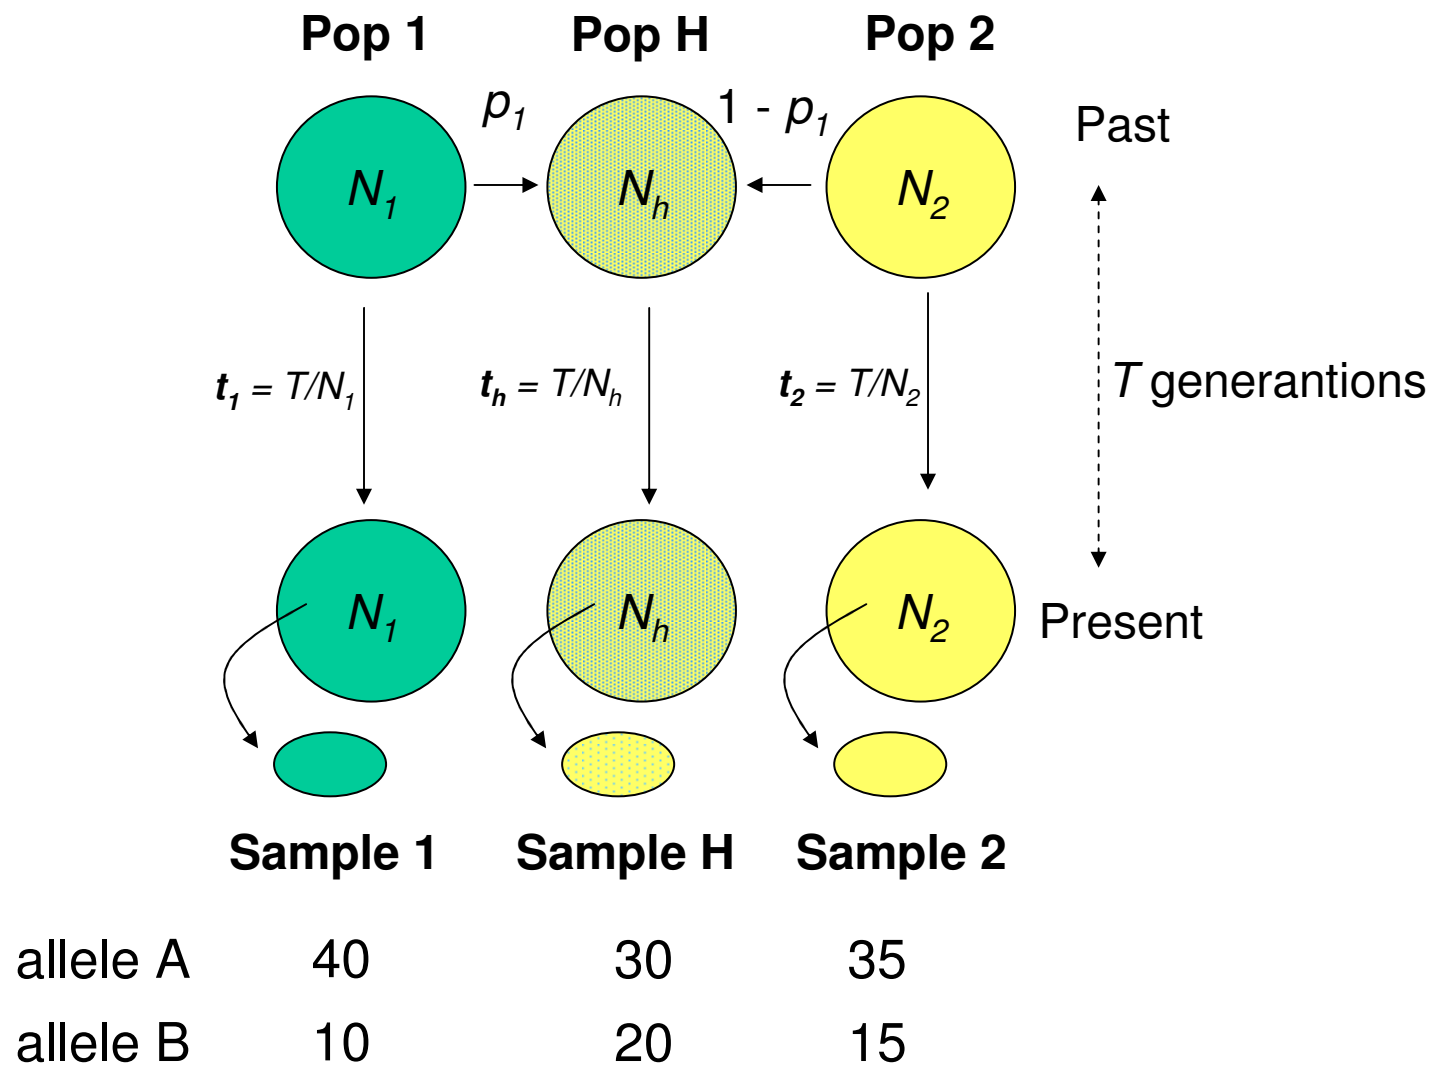 Pop 1 Pop H Pop 2
p1 1 - p1 Past
N1 Nh N2
t1 = T/N1 th = T/Nh t2 = T/N2 T generantions
N1 Nh N2 Present
Sample 1 Sample H Sample 2
allele A 40 30 35
allele B 10 20 15